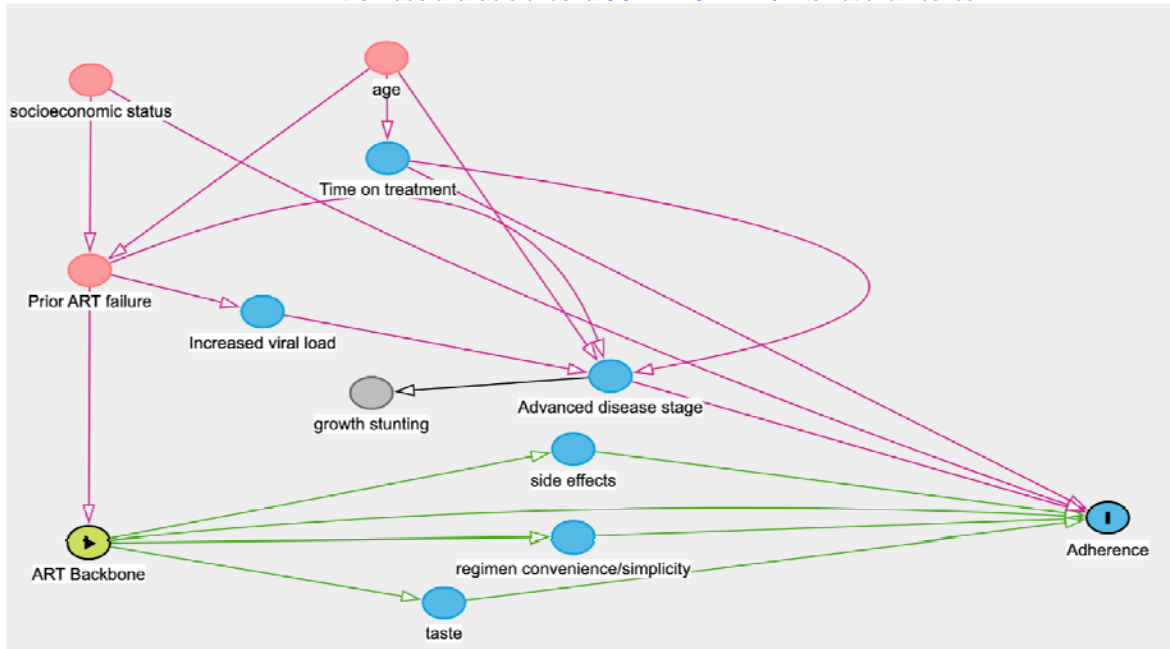 age
socioeconomic status
Time on treatment
Prior ART failure
Increased viral load
Advanced disease stage
growth stunting
side effects
Adherence
regimen convenience/simplicity
ART Backbone
taste